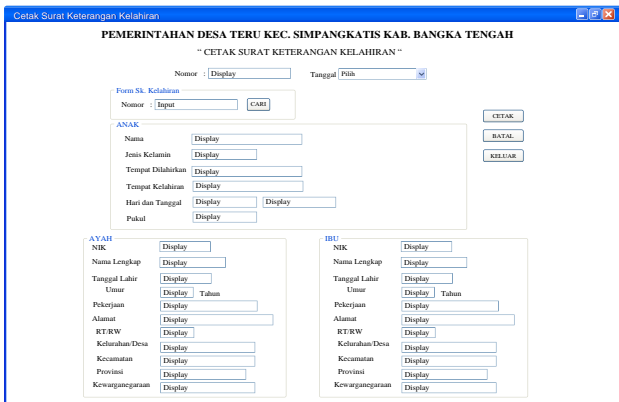 Cetak Surat Keterangan Kelahiran
PEMERINTAHAN DESA TERU KEC. SIMPANGKATIS KAB. BANGKA TENGAH
“ CETAK SURAT KETERANGAN KELAHIRAN “
Nomor : Display Tanggal Pilih
Form Sk. Kelahiran
Nomor : Input CARI
CETAK
ANAK
BATAL
Nama Display
KELUAR
Jenis Kelamin Display
Tempat Dilahirkan Display
Tempat Kelahiran Display
Hari dan Tanggal Display Display
Pukul Display
AYAH
NIK Display
Nama Lengkap Display
Tanggal Lahir Display
Umur Display Tahun
Pekerjaan Display
Alamat Display
RT/RW Display
Kelurahan/Desa Display
Kecamatan Display
Provinsi Display
Kewarganegaraan Display
IBU
NIK Display
Nama Lengkap Display
Tanggal Lahir Display
Umur Display Tahun
Pekerjaan Display
Alamat Display
RT/RW Display
Kelurahan/Desa Display
Kecamatan Display
Provinsi Display
Kewarganegaraan Display